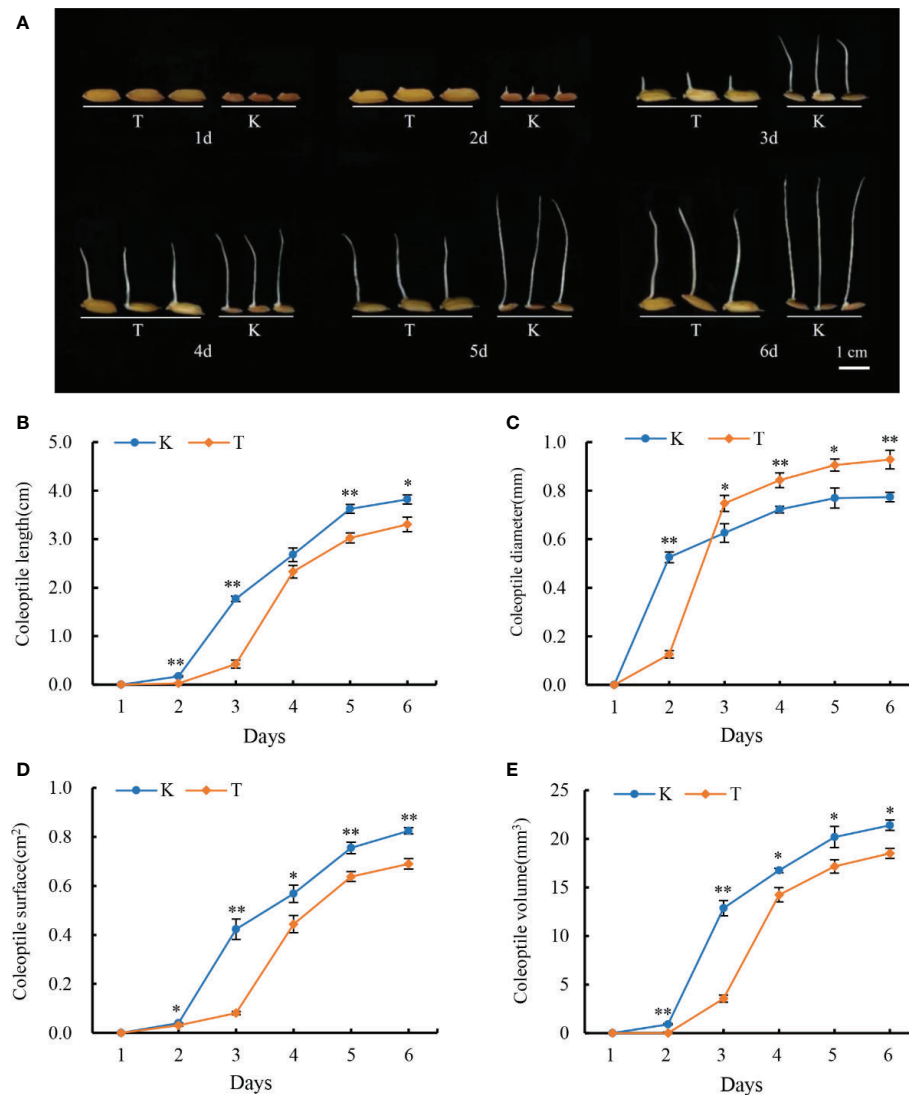 A
T K T K T K
1d 2d 3d
T K T K T K
4d 5d 6d
1 cm
B
K T
Coleoptile length(cm)
5.0
4.0
3.0
2.0
1.0
0.0
** ** ** *
1 2 3 4 5 6
Days
C
K T
Coleoptile diameter(mm)
1.0
0.8
0.6
0.4
0.2
0
** * ** * **
1 2 3 4 5 6
Days
D
K T
Coleoptile surface(cm²)
1.0
0.8
0.6
0.4
0.2
0.0
* ** * ** **
1 2 3 4 5 6
Days
E
K T
Coleoptile volume(mm³)
25
20
15
10
5
0
** ** * * *
1 2 3 4 5 6
Days